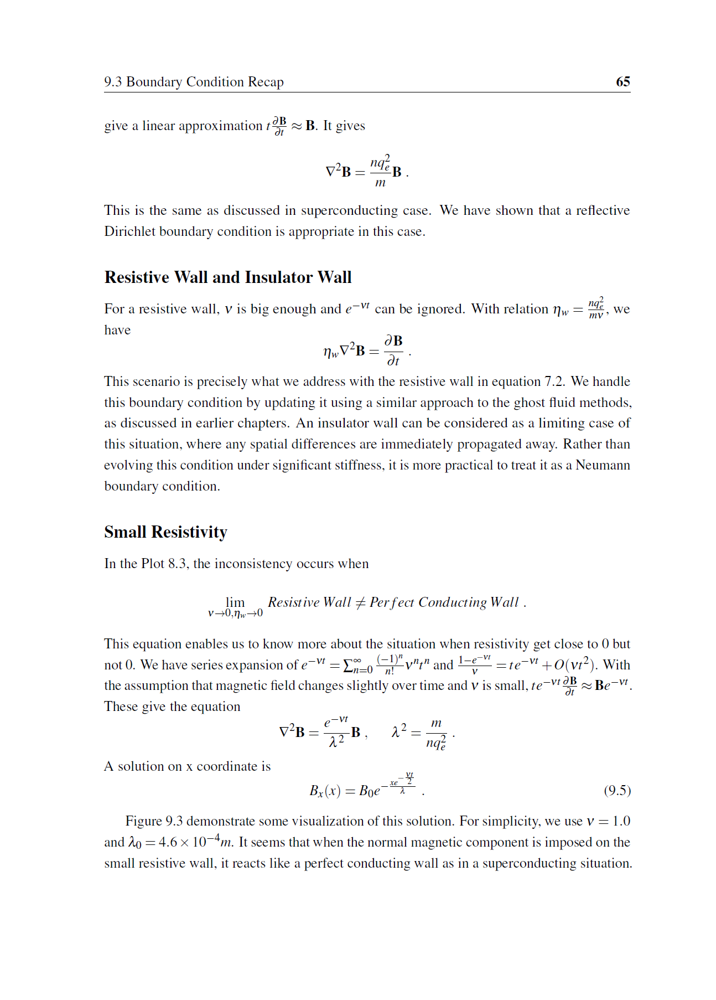 9.3 Boundary Condition Recap 65
give a linear approximation $t\frac{\partial \mathbf{B}}{\partial t} \approx \mathbf{B}$. It gives
$\nabla^2 \mathbf{B} = \frac{nq_e^2}{m}\mathbf{B}$ .
This is the same as discussed in superconducting case. We have shown that a reflective
Dirichlet boundary condition is appropriate in this case.
Resistive Wall and Insulator Wall
For a resistive wall, $\nu$ is big enough and $e^{-\nu t}$ can be ignored. With relation $\eta_w = \frac{nq_e^2}{m\nu}$, we
have
$\eta_w \nabla^2 \mathbf{B} = \frac{\partial \mathbf{B}}{\partial t}$ .
This scenario is precisely what we address with the resistive wall in equation 7.2. We handle
this boundary condition by updating it using a similar approach to the ghost fluid methods,
as discussed in earlier chapters. An insulator wall can be considered as a limiting case of
this situation, where any spatial differences are immediately propagated away. Rather than
evolving this condition under significant stiffness, it is more practical to treat it as a Neumann
boundary condition.
Small Resistivity
In the Plot 8.3, the inconsistency occurs when
$\lim_{\nu \to 0, \eta_w \to 0} Resistive\ Wall \neq Perfect\ Conducting\ Wall$ .
This equation enables us to know more about the situation when resistivity get close to 0 but
not 0. We have series expansion of $e^{-\nu t} = \sum_{n=0}^{\infty} \frac{(-1)^n}{n!}\nu^n t^n$ and $\frac{1-e^{-\nu t}}{\nu} = te^{-\nu t} + O(\nu t^2)$. With
the assumption that magnetic field changes slightly over time and $\nu$ is small, $te^{-\nu t}\frac{\partial \mathbf{B}}{\partial t} \approx \mathbf{B}e^{-\nu t}$.
These give the equation
$\nabla^2 \mathbf{B} = \frac{e^{-\nu t}}{\lambda^2}\mathbf{B}$ , $\lambda^2 = \frac{m}{nq_e^2}$ .
A solution on x coordinate is
$B_x(x) = B_0 e^{-\frac{xe^{-\frac{\nu t}{2}}}{\lambda}}$ . (9.5)
Figure 9.3 demonstrate some visualization of this solution. For simplicity, we use $\nu = 1.0$
and $\lambda_0 = 4.6 \times 10^{-4}m$. It seems that when the normal magnetic component is imposed on the
small resistive wall, it reacts like a perfect conducting wall as in a superconducting situation.